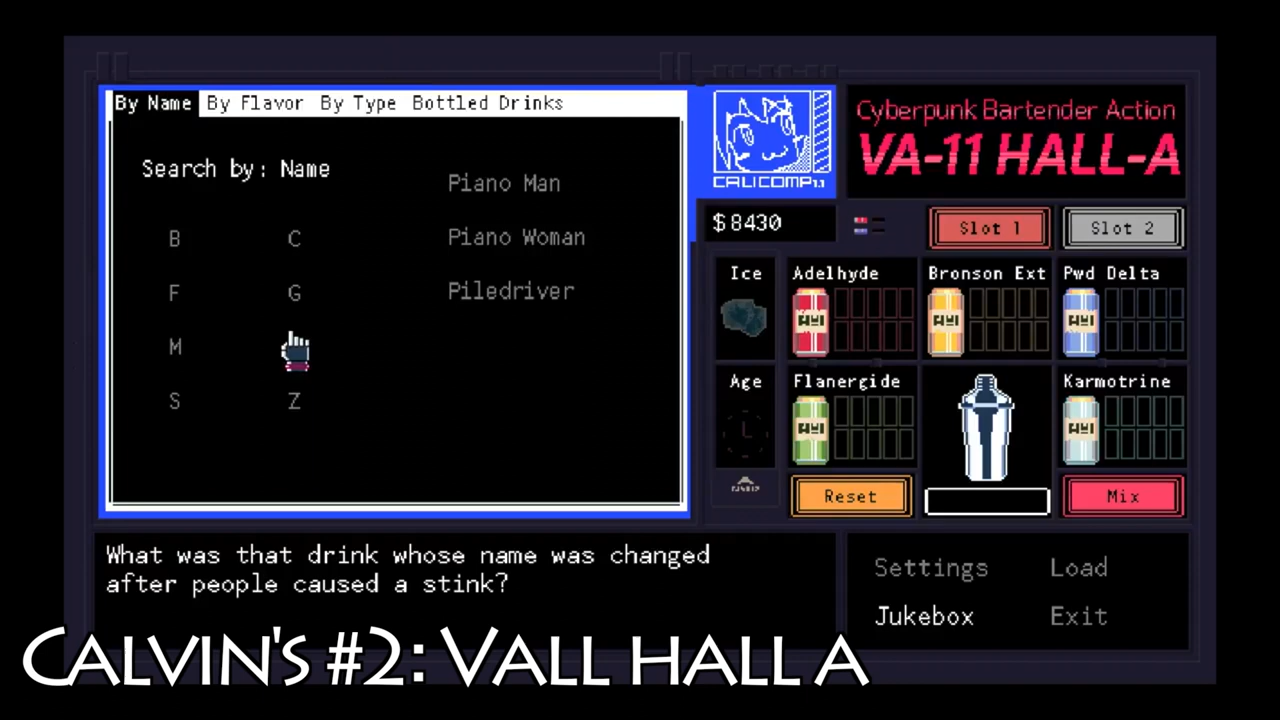 By Name By Flavor By Type Bottled Drinks
Search by: Name
B C
F G
M
S Z
Piano Man
Piano Woman
Piledriver
CALICOMP1.1
Cyberpunk Bartender Action
VA-11 HALL-A
$8430
Slot 1 Slot 2
Ice Adelhyde Bronson Ext Pwd Delta
Age Flanergide Karmotrine
Reset Mix
What was that drink whose name was changed
after people caused a stink?
Settings Load
Jukebox Exit
Calvin's #2: Vall hall a